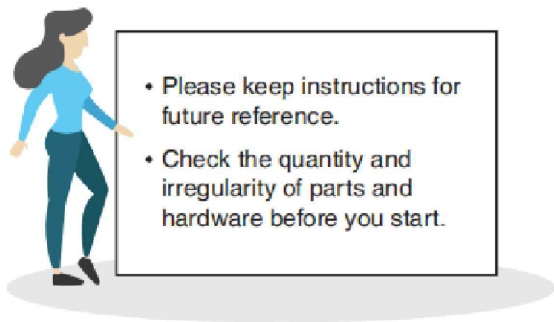 • Please keep instructions for
future reference.
• Check the quantity and
irregularity of parts and
hardware before you start.